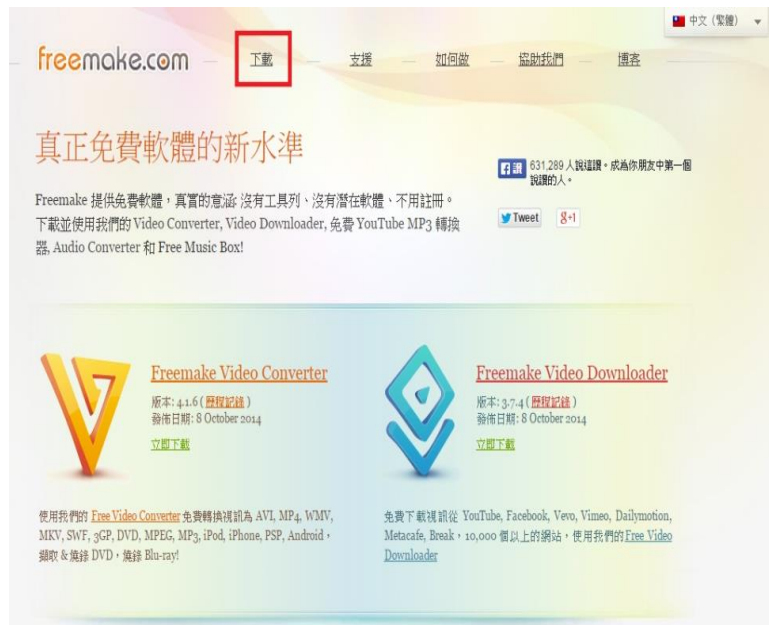 中文 (繁體)
freemake.com
下載 支援 如何做 協助我們 博客
真正免費軟體的新水準
631,289 人說這讚。成為你朋友中第一個
說讚的人。
讚
Freemake 提供免費軟體,真實的意涵: 沒有工具列、沒有潛在軟體、不用註冊。
下載並使用我們的 Video Converter, Video Downloader, 免費 YouTube MP3 轉換
器, Audio Converter 和 Free Music Box!
Tweet
g+1
Freemake Video Converter
版本: 4.1.6 ( 歷程記錄 )
發佈日期: 8 October 2014
立即下載
Freemake Video Downloader
版本: 3.7.4 ( 歷程記錄 )
發佈日期: 8 October 2014
立即下載
使用我們的 Free Video Converter 免費轉換視訊為 AVI, MP4, WMV,
MKV, SWF, 3GP, DVD, MPEG, MP3, iPod, iPhone, PSP, Android,
擷取 & 燒錄 DVD,燒錄 Blu-ray!
免費下載視訊從 YouTube, Facebook, Vevo, Vimeo, Dailymotion,
Metacafe, Break,10,000 個以上的網站,使用我們的Free Video
Downloader